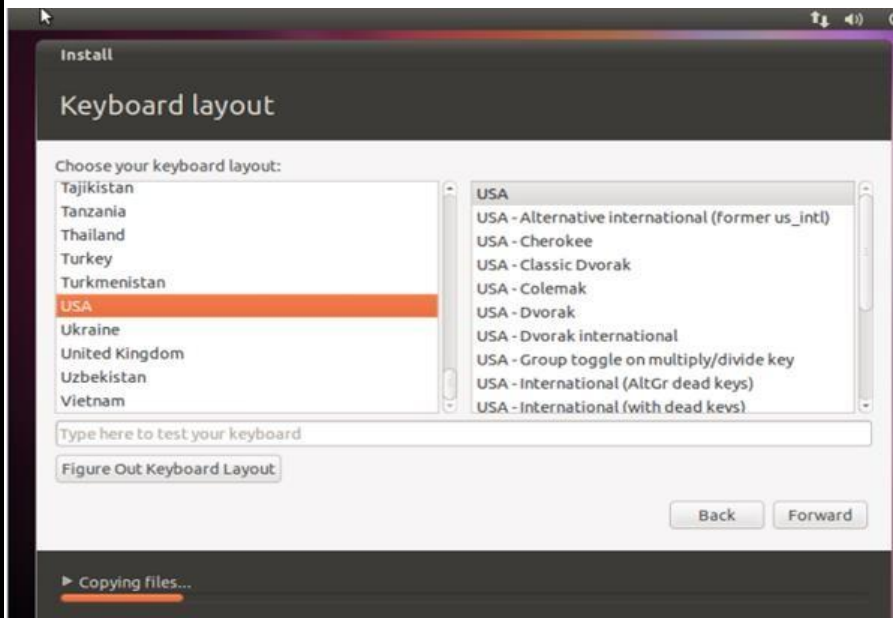 Install
Keyboard layout
Choose your keyboard layout:
Tajikistan
Tanzania
Thailand
Turkey
Turkmenistan
USA
Ukraine
United Kingdom
Uzbekistan
Vietnam
USA
USA - Alternative international (former us_intl)
USA - Cherokee
USA - Classic Dvorak
USA - Colemak
USA - Dvorak
USA - Dvorak international
USA - Group toggle on multiply/divide key
USA - International (AltGr dead keys)
USA - International (with dead keys)
Type here to test your keyboard
Figure Out Keyboard Layout
Back Forward
Copying files...